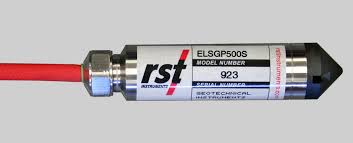 rst
INSTRUMENTS
ELSGP500S
MODEL NUMBER
923
SERIAL NUMBER
GEOTECHNICAL
INSTRUMENTS